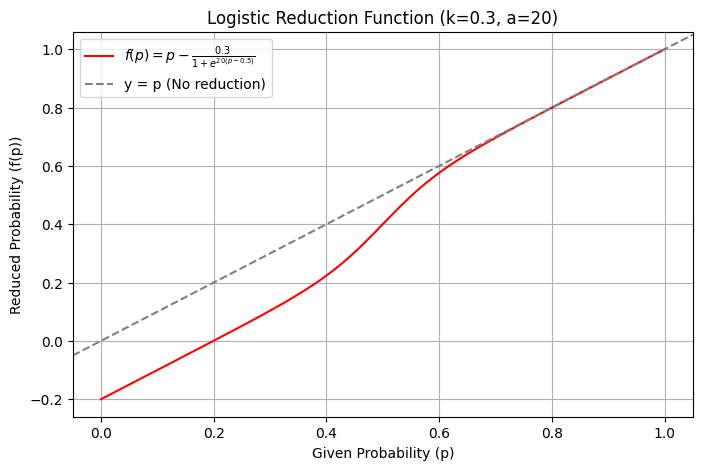 Logistic Reduction Function (k=0.3, a=20)
f(p) = p − \frac{0.3}{1+e^{20(p−0.5)}}
y = p (No reduction)
1.0
0.8
0.6
0.4
0.2
0.0
−0.2
Reduced Probability (f(p))
0.0 0.2 0.4 0.6 0.8 1.0
Given Probability (p)